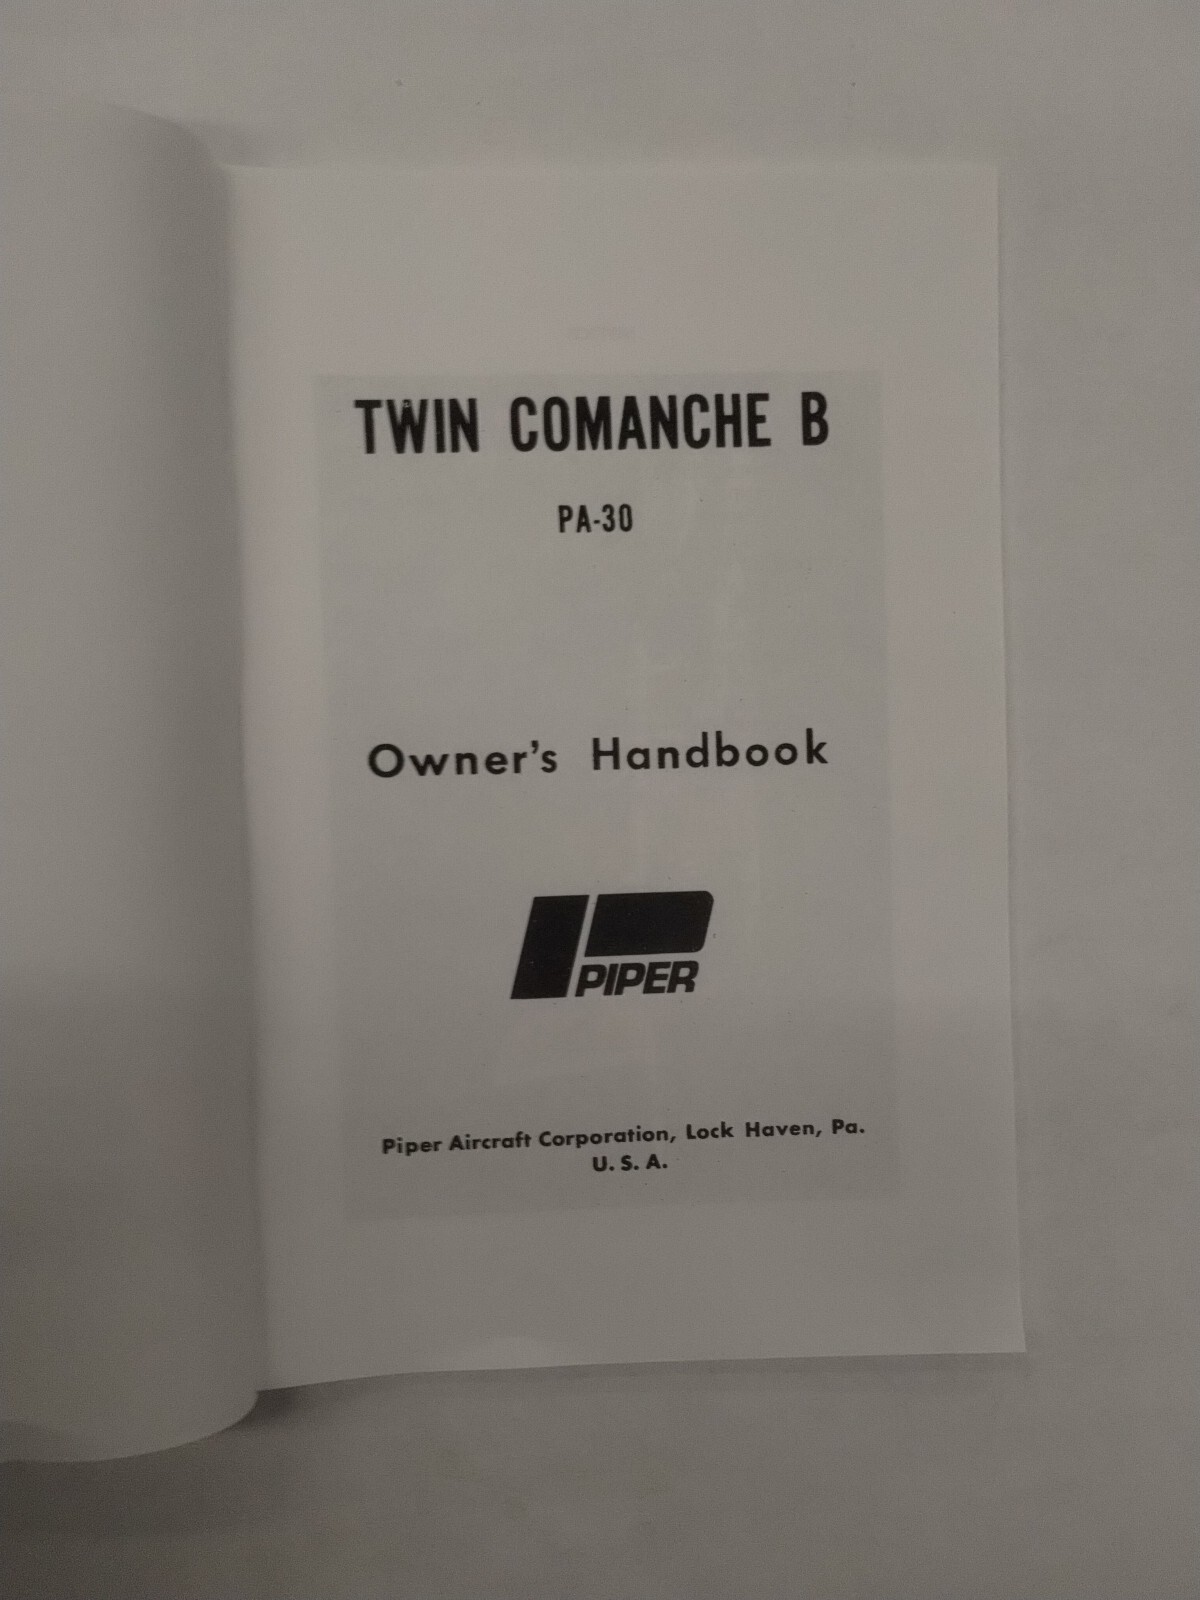 TWIN COMANCHE B
PA-30
Owner's Handbook
PIPER
Piper Aircraft Corporation, Lock Haven, Pa.
U. S. A.